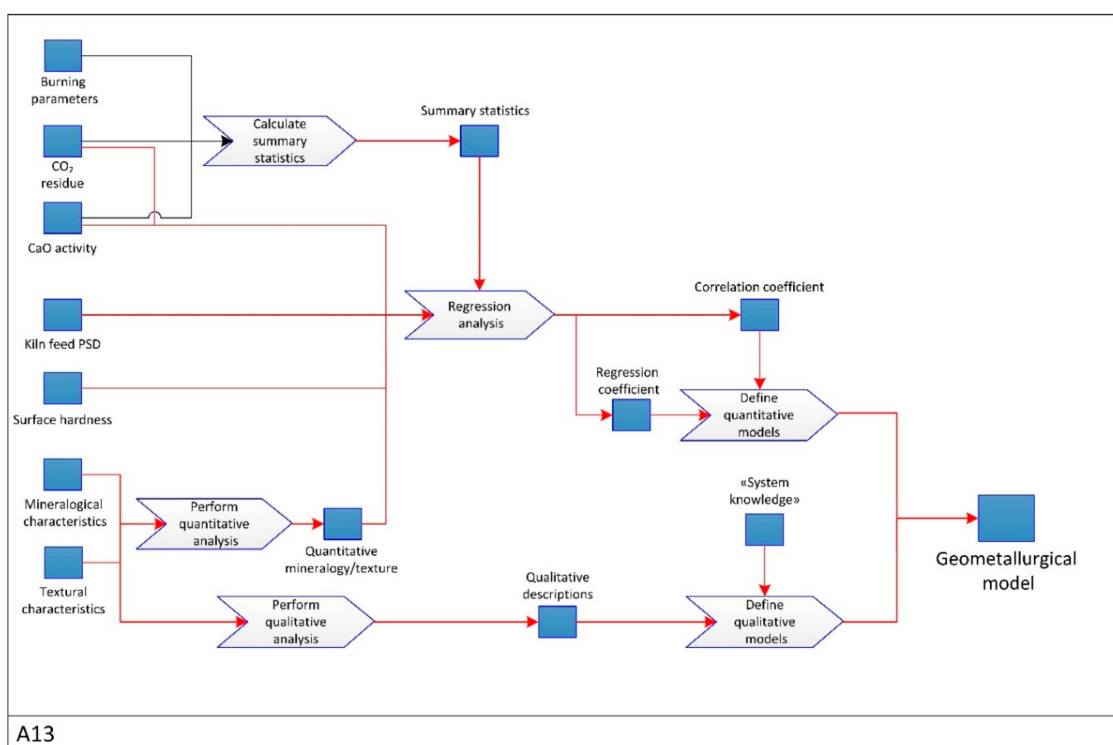 Burning
parameters
CO₂
residue
CaO activity
Kiln feed PSD
Surface hardness
Mineralogical
characteristics
Textural
characteristics
Calculate
summary
statistics
Summary statistics
Regression
analysis
Correlation coefficient
Regression
coefficient
Define
quantitative
models
Perform
quantitative
analysis
Quantitative
mineralogy/texture
Perform
qualitative
analysis
Qualitative
descriptions
«System
knowledge»
Define
qualitative
models
Geometallurgical
model
A13